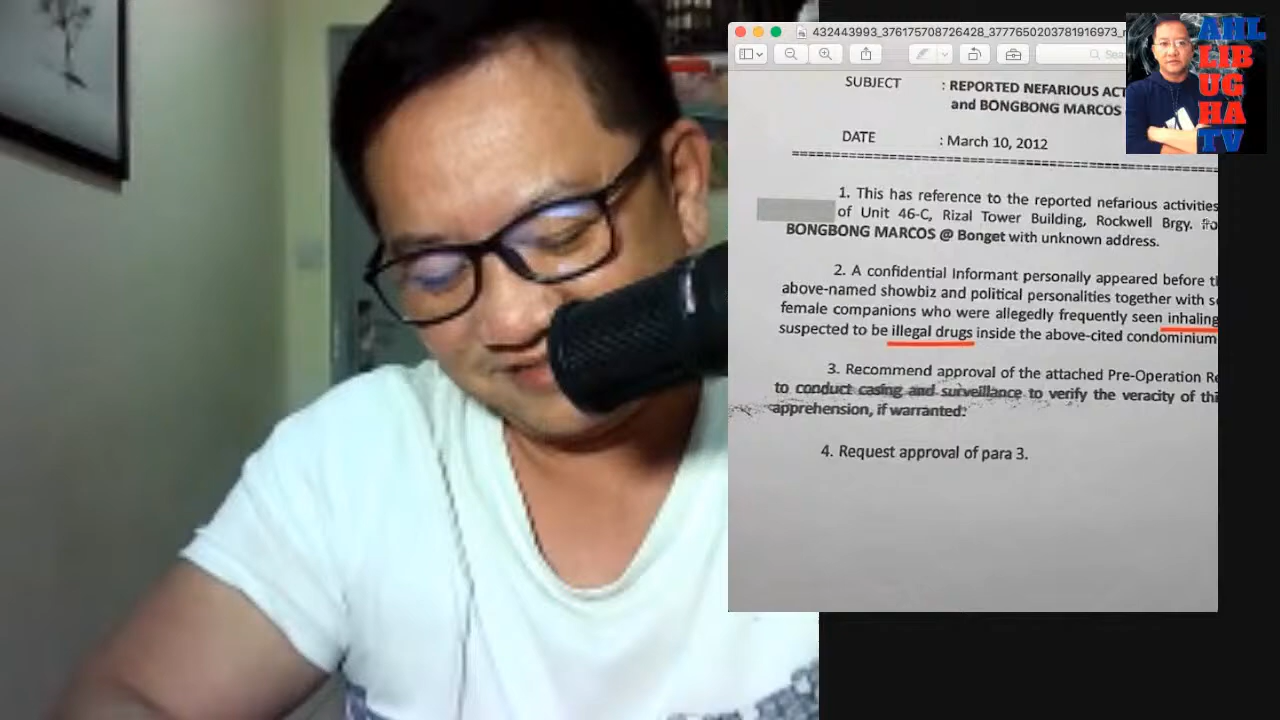 432443993_376175708726428_3777650203781916973_n
Sea
AHL
LIB
UG
HA
TV
SUBJECT : REPORTED NEFARIOUS ACT
and BONGBONG MARCOS
DATE : March 10, 2012
1. This has reference to the reported nefarious activities
of Unit 46-C, Rizal Tower Building, Rockwell Brgy.
BONGBONG MARCOS @ Bonget with unknown address.
2. A confidential Informant personally appeared before
above-named showbiz and political personalities together with
female companions who were allegedly frequently seen inhaling
suspected to be illegal drugs inside the above-cited condominium
3. Recommend approval of the attached Pre-Operation Re
to conduct casing and surveillance to verify the veracity of
apprehension, if warranted.
4. Request approval of para 3.